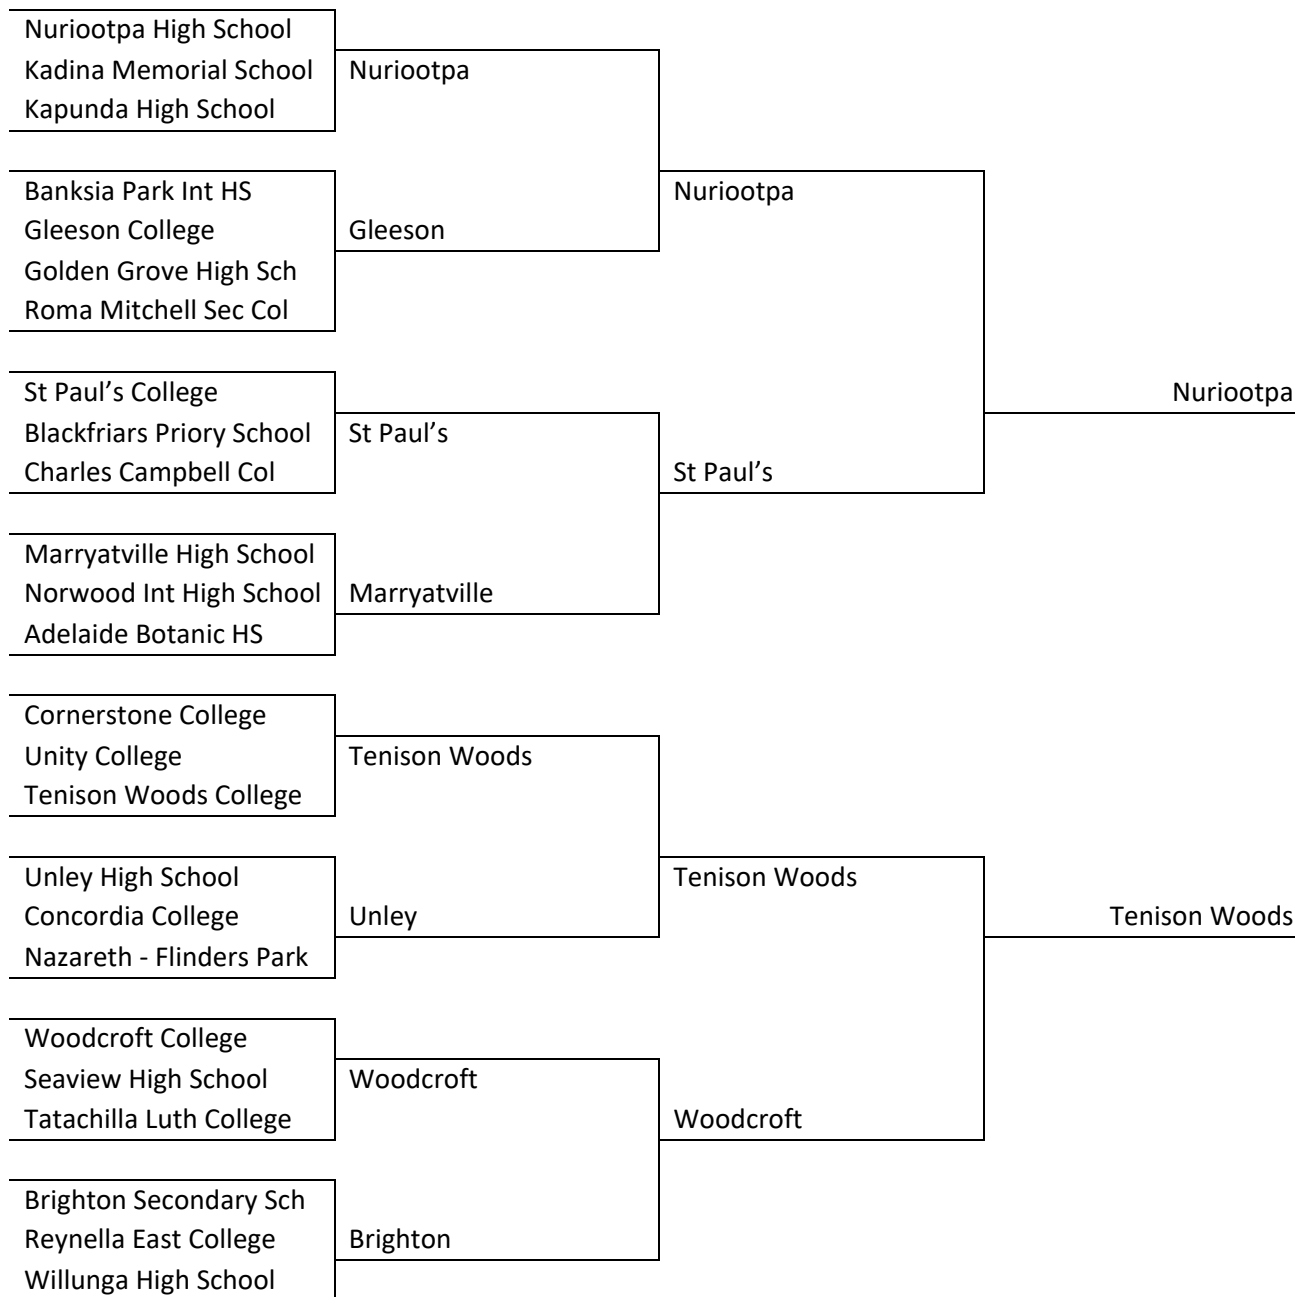 Nuriootpa High School
Kadina Memorial School
Kapunda High School
Nuriootpa
Banksia Park Int HS
Gleeson College
Golden Grove High Sch
Roma Mitchell Sec Col
Gleeson
Nuriootpa
St Paul’s College
Blackfriars Priory School
Charles Campbell Col
St Paul’s
Marryatville High School
Norwood Int High School
Adelaide Botanic HS
Marryatville
St Paul’s
Nuriootpa
Cornerstone College
Unity College
Tenison Woods College
Tenison Woods
Unley High School
Concordia College
Nazareth - Flinders Park
Unley
Tenison Woods
Woodcroft College
Seaview High School
Tatachilla Luth College
Woodcroft
Brighton Secondary Sch
Reynella East College
Willunga High School
Brighton
Woodcroft
Tenison Woods